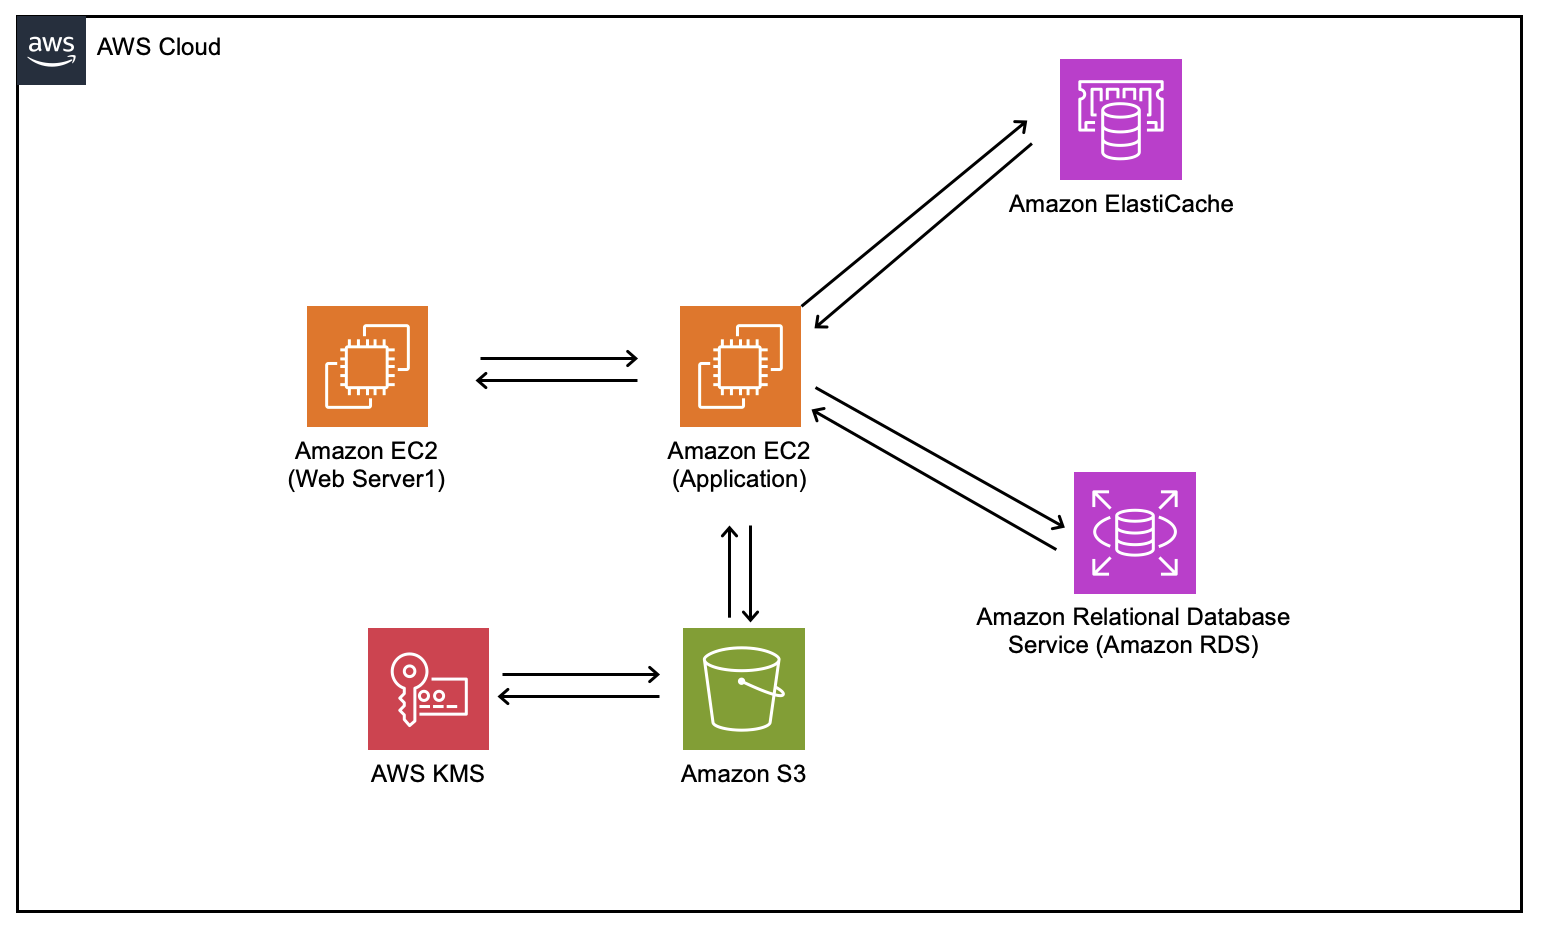 aws
AWS Cloud
Amazon ElastiCache
Amazon EC2
(Web Server1)
Amazon EC2
(Application)
Amazon Relational Database
Service (Amazon RDS)
AWS KMS
Amazon S3